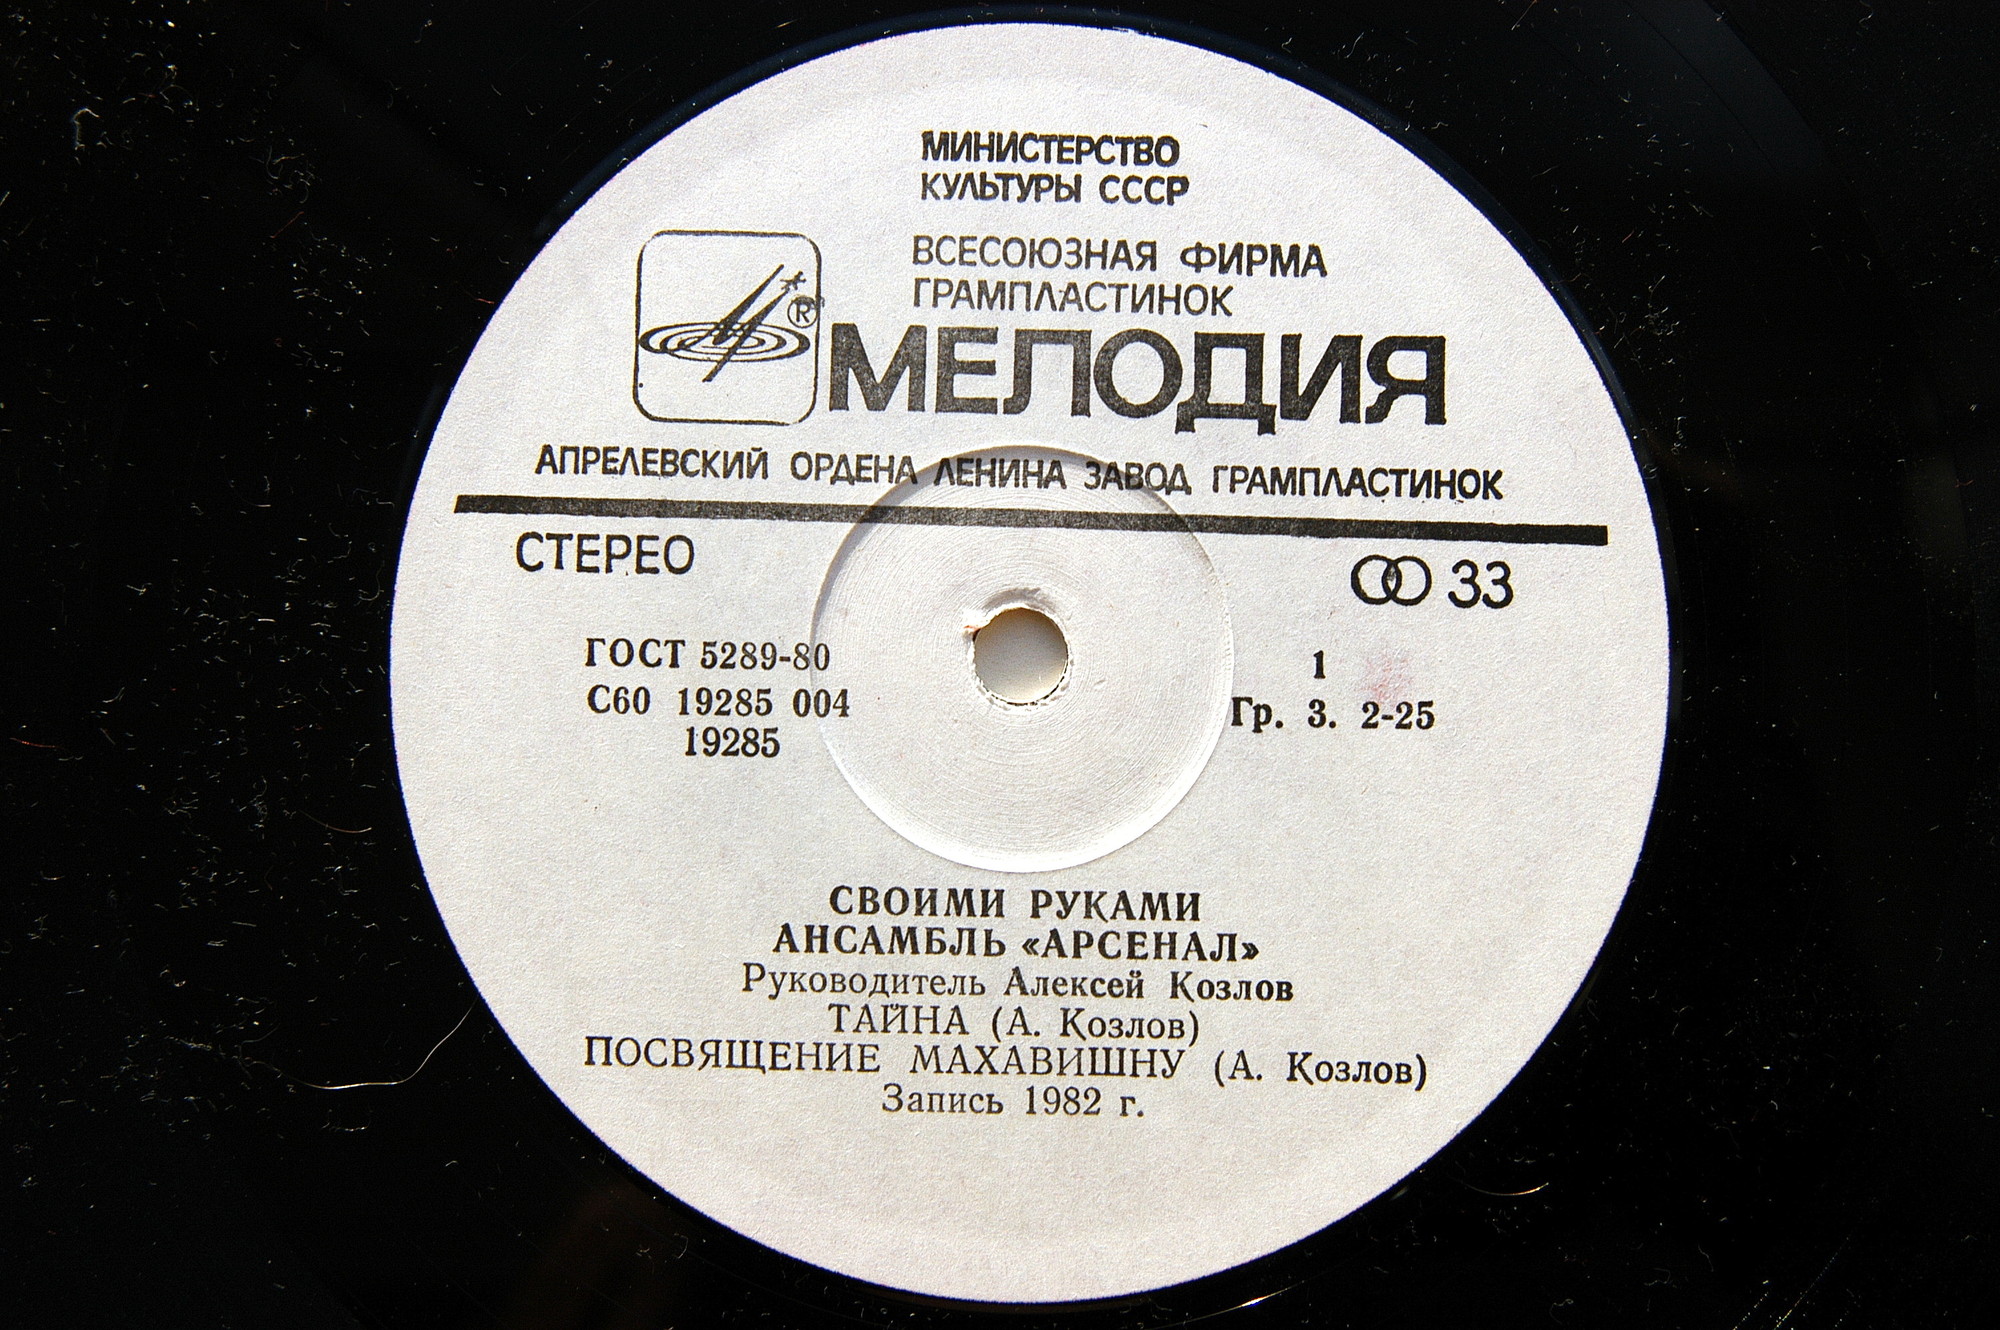 МИНИСТЕРСТВО
КУЛЬТУРЫ СССР
ВСЕСОЮЗНАЯ ФИРМА
ГРАМПЛАСТИНОК
®
МЕЛОДИЯ
АПРЕЛЕВСКИЙ ОРДЕНА ЛЕНИНА ЗАВОД ГРАМПЛАСТИНОК
СТЕРЕО
33
ГОСТ 5289-80
С60 19285 004
19285
1
Гр. 3. 2-25
СВОИМИ РУКАМИ
АНСАМБЛЬ «АРСЕНАЛ»
Руководитель Алексей Козлов
ТАЙНА (А. Козлов)
ПОСВЯЩЕНИЕ МАХАВИШНУ (А. Козлов)
Запись 1982 г.